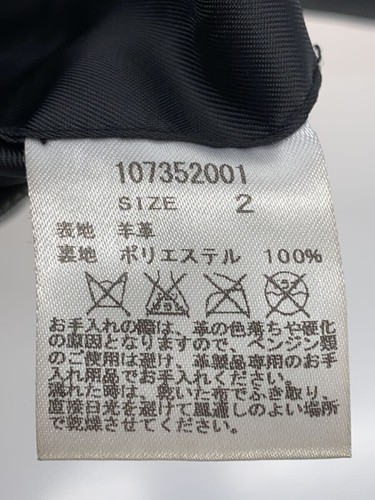 107352001
SIZE 2
表地 羊革
裏地 ポリエステル 100%
お手入れの際は、革の色落ちや硬化
の原因となりますので、ベンジン類
のご使用は避け、革製品専用のお手
入れ用品でお手入れください。
濡れた時は、乾いた布でふき取り、
直接日光を避けて風通しのよい場所
で乾燥させてください。